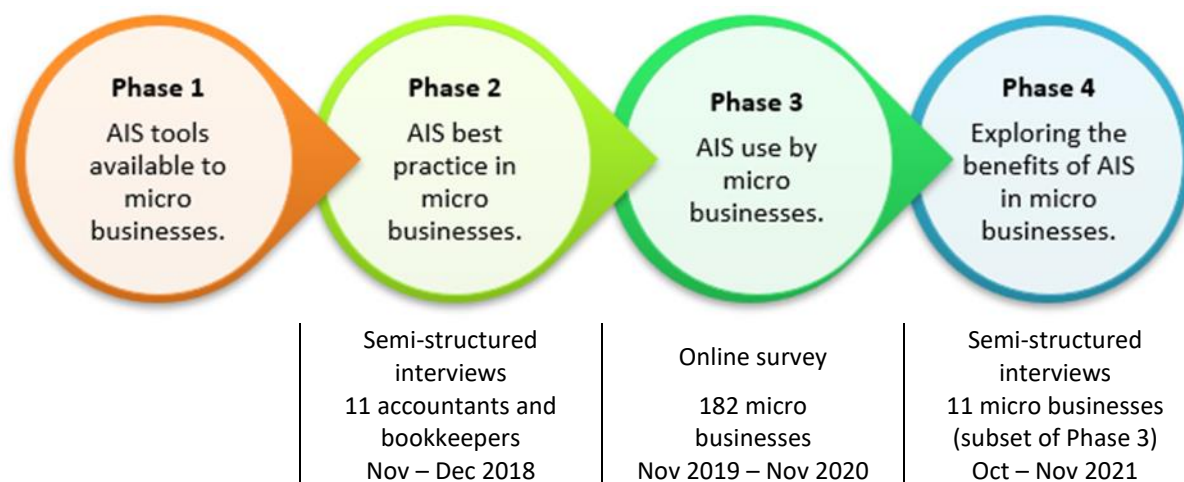 Phase 1
AIS tools
available to
micro
businesses.
Phase 2
AIS best
practice in
micro
businesses.
Phase 3
AIS use by
micro
businesses.
Phase 4
Exploring the
benefits of AIS
in micro
businesses.
Semi-structured
interviews
11 accountants and
bookkeepers
Nov – Dec 2018
Online survey
182 micro
businesses
Nov 2019 – Nov 2020
Semi-structured
interviews
11 micro businesses
(subset of Phase 3)
Oct – Nov 2021